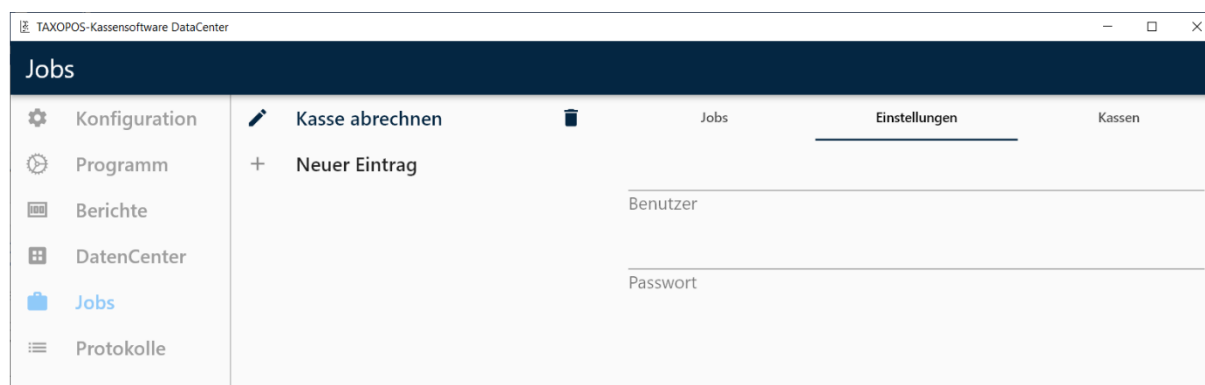 TAXOPOS-Kassensoftware DataCenter
Jobs
Konfiguration
Programm
Berichte
DatenCenter
Jobs
Protokolle
Kasse abrechnen
Neuer Eintrag
Jobs Einstellungen Kassen
Benutzer
Passwort